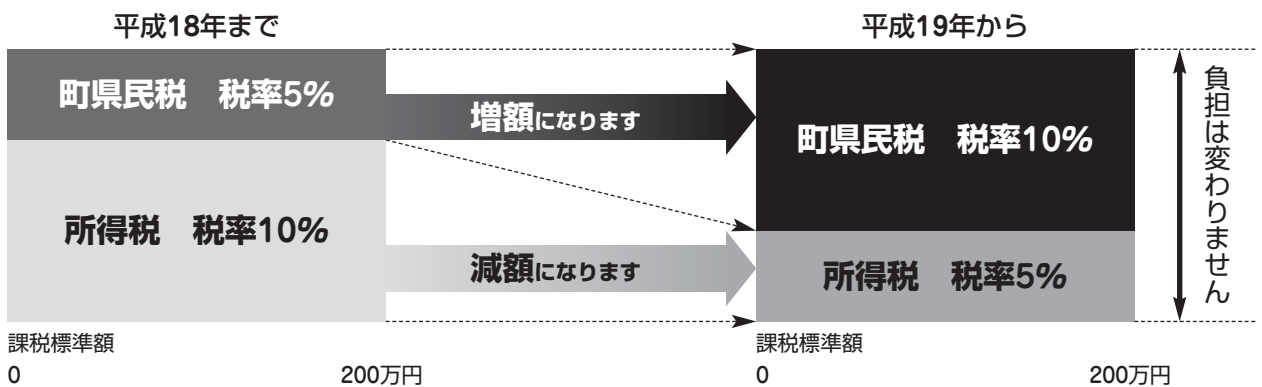 平成18年まで
町県民税　税率5%
所得税　税率10%
課税標準額
0　200万円
増額になります
減額になります
平成19年から
町県民税　税率10%
所得税　税率5%
課税標準額
0　200万円
負担は変わりません